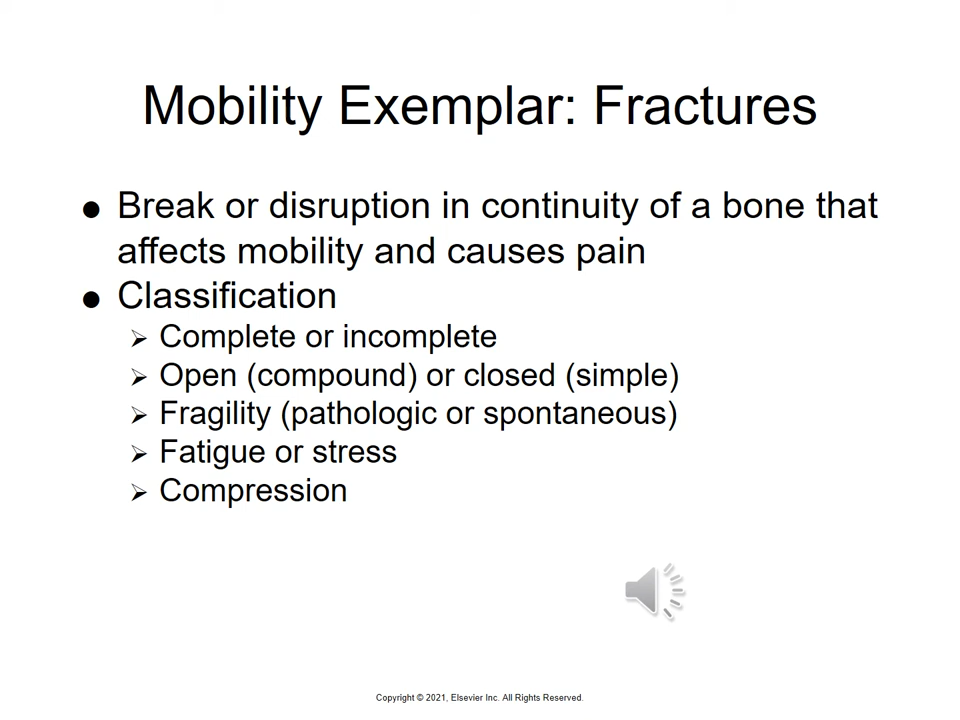 Mobility Exemplar: Fractures
● Break or disruption in continuity of a bone that
affects mobility and causes pain
● Classification
➢ Complete or incomplete
➢ Open (compound) or closed (simple)
➢ Fragility (pathologic or spontaneous)
➢ Fatigue or stress
➢ Compression
Copyright © 2021, Elsevier Inc. All Rights Reserved.